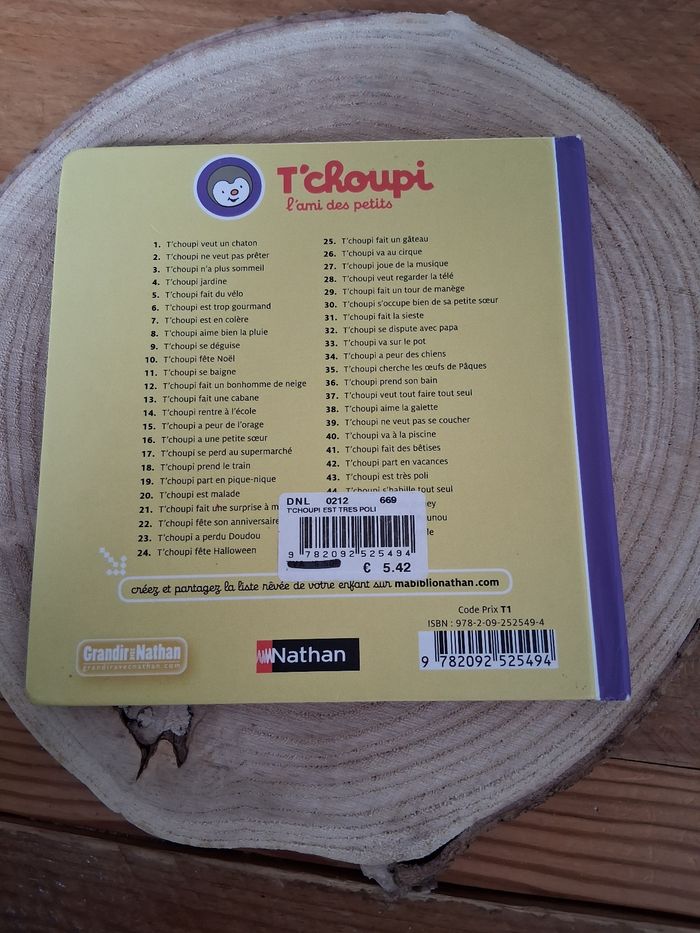 T'choupi
l'ami des petits
1. T'choupi veut un chaton
2. T'choupi ne veut pas prêter
3. T'choupi n'a plus sommeil
4. T'choupi jardine
5. T'choupi fait du vélo
6. T'choupi est trop gourmand
7. T'choupi est en colère
8. T'choupi aime bien la pluie
9. T'choupi se déguise
10. T'choupi fête Noël
11. T'choupi se baigne
12. T'choupi fait un bonhomme de neige
13. T'choupi fait une cabane
14. T'choupi rentre à l'école
15. T'choupi a peur de l'orage
16. T'choupi a une petite sœur
17. T'choupi se perd au supermarché
18. T'choupi prend le train
19. T'choupi part en pique-nique
20. T'choupi est malade
21. T'choupi fait une surprise à m
22. T'choupi fête son anniversaire
23. T'choupi a perdu Doudou
24. T'choupi fête Halloween
25. T'choupi fait un gâteau
26. T'choupi va au cirque
27. T'choupi joue de la musique
28. T'choupi veut regarder la télé
29. T'choupi fait un tour de manège
30. T'choupi s'occupe bien de sa petite sœur
31. T'choupi fait la sieste
32. T'choupi se dispute avec papa
33. T'choupi va sur le pot
34. T'choupi a peur des chiens
35. T'choupi cherche les œufs de Pâques
36. T'choupi prend son bain
37. T'choupi veut tout faire tout seul
38. T'choupi aime la galette
39. T'choupi ne veut pas se coucher
40. T'choupi va à la piscine
41. T'choupi fait des bêtises
42. T'choupi part en vacances
43. T'choupi est très poli
44. T'choupi s'habille tout seul
ney
unou
le
DNL 0212 669
T'CHOUPI EST TRES POLI
9 782092 525494
€ 5.42
créez et partagez la liste rêvée de votre enfant sur mabiblionathan.com
Code Prix T1
ISBN : 978-2-09-252549-4
9 782092 525494
Grandir avec Nathan
grandiravecnathan.com
Nathan